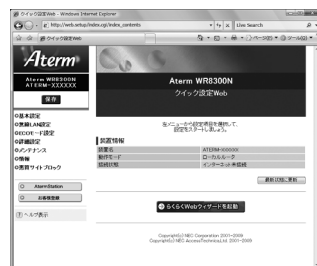 クイック設定Web - Windows Internet Explorer
http://web.setup/index.cgi/index_contents
Live Search
クイック設定Web
ページ(P)
ツール(O)
Aterm
Aterm WR8300N
ATERM-XXXXXX
保存
基本設定
無線LAN設定
ECOモード設定
詳細設定
メンテナンス
情報
悪質サイトブロック
AtermStation
お客様登録
ヘルプ表示
Aterm WR8300N
クイック設定Web
左メニューから設定項目を選択して、
設定をスタートしましょう。
装置情報
装置名 ATERM-XXXXXX
動作モード ローカルルータ
接続状態 インターネット未接続
最新状態に更新
らくらくWebウィザードを起動
Copyright(c) NEC Corporation 2001-2009
Copyright(c) NEC AccessTechnica,Ltd. 2001-2009